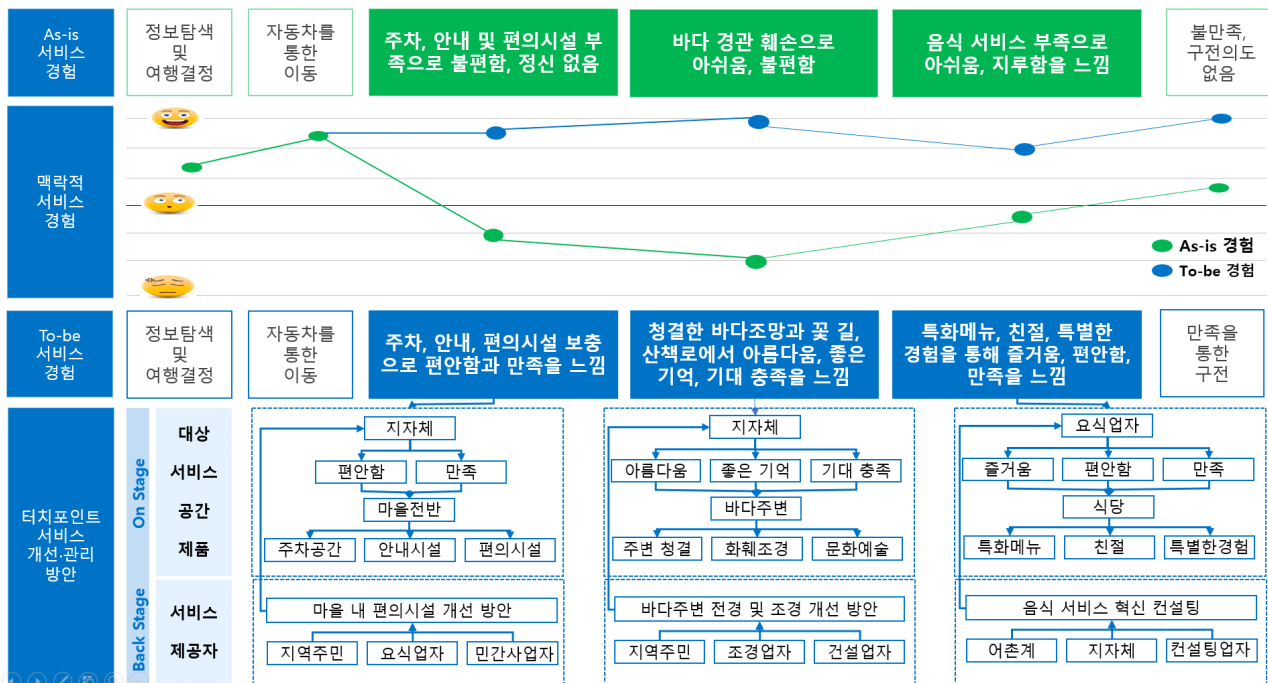 As-is
서비스
경험
정보탐색
및
여행결정
자동차를
통한
이동
주차, 안내 및 편의시설 부
족으로 불편함, 정신 없음
바다 경관 훼손으로
아쉬움, 불편함
음식 서비스 부족으로
아쉬움, 지루함을 느낌
불만족,
구전의도
없음
맥락적
서비스
경험
As-is 경험
To-be 경험
To-be
서비스
경험
정보탐색
및
여행결정
자동차를
통한
이동
주차, 안내, 편의시설 보충
으로 편안함과 만족을 느낌
청결한 바다조망과 꽃 길,
산책로에서 아름다움, 좋은
기억, 기대 충족을 느낌
특화메뉴, 친절, 특별한
경험을 통해 즐거움, 편안함,
만족을 느낌
만족을
통한
구전
터치포인트
서비스
개선·관리
방안
On Stage
대상
서비스
공간
제품
지자체
편안함
만족
마을전반
주차공간
안내시설
편의시설
지자체
아름다움
좋은 기억
기대 충족
바다주변
주변 청결
화훼조경
문화예술
요식업자
즐거움
편안함
만족
식당
특화메뉴
친절
특별한경험
Back Stage
서비스
제공자
마을 내 편의시설 개선 방안
지역주민
요식업자
민간사업자
바다주변 전경 및 조경 개선 방안
지역주민
조경업자
건설업자
음식 서비스 혁신 컨설팅
어촌계
지자체
컨설팅업자